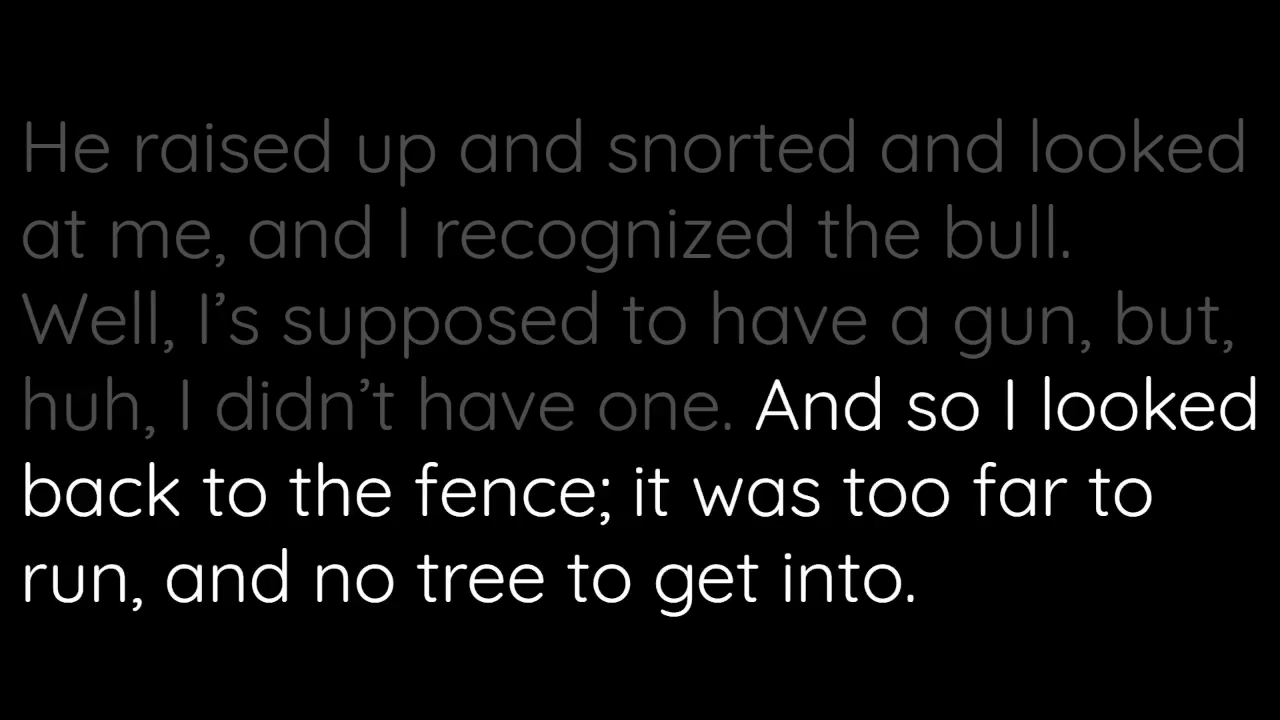 He raised up and snorted and looked
at me, and I recognized the bull.
Well, I’s supposed to have a gun, but,
huh, I didn’t have one. And so I looked
back to the fence; it was too far to
run, and no tree to get into.